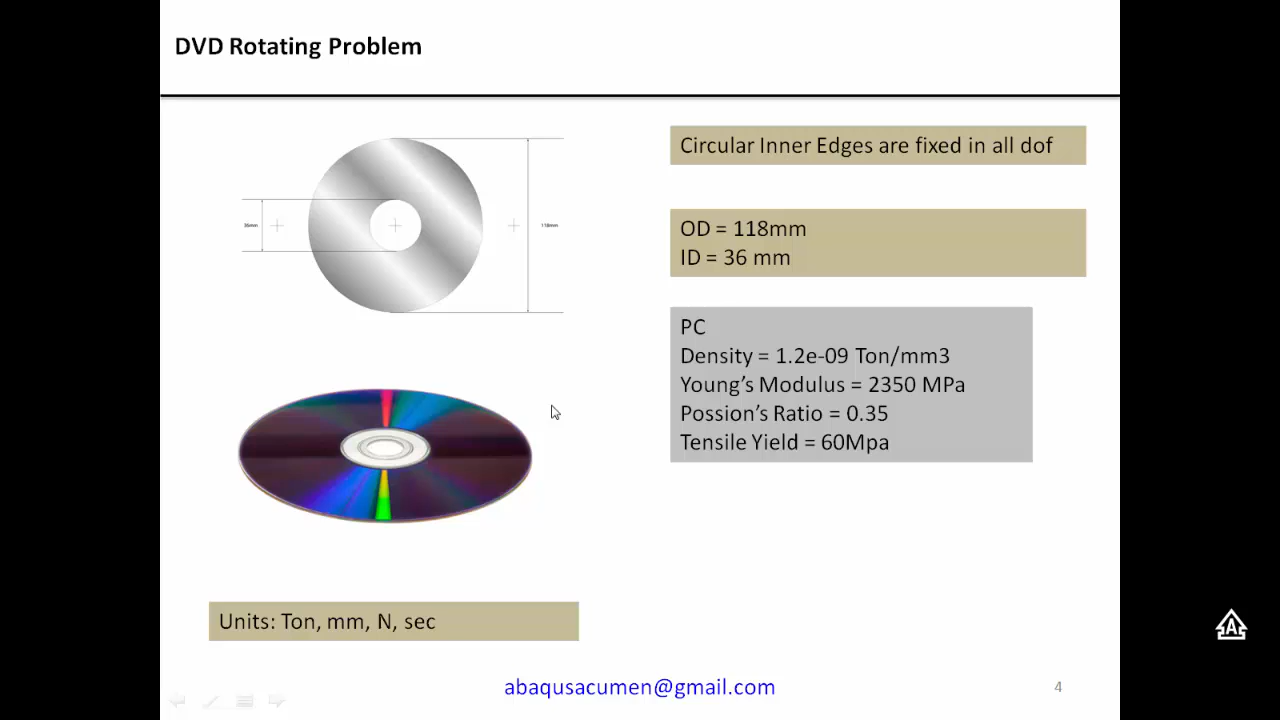 DVD Rotating Problem
36mm
118mm
Circular Inner Edges are fixed in all dof
OD = 118mm
ID = 36 mm
PC
Density = 1.2e-09 Ton/mm3
Young’s Modulus = 2350 MPa
Possion’s Ratio = 0.35
Tensile Yield = 60Mpa
Units: Ton, mm, N, sec
abaqusacumen@gmail.com
4
A